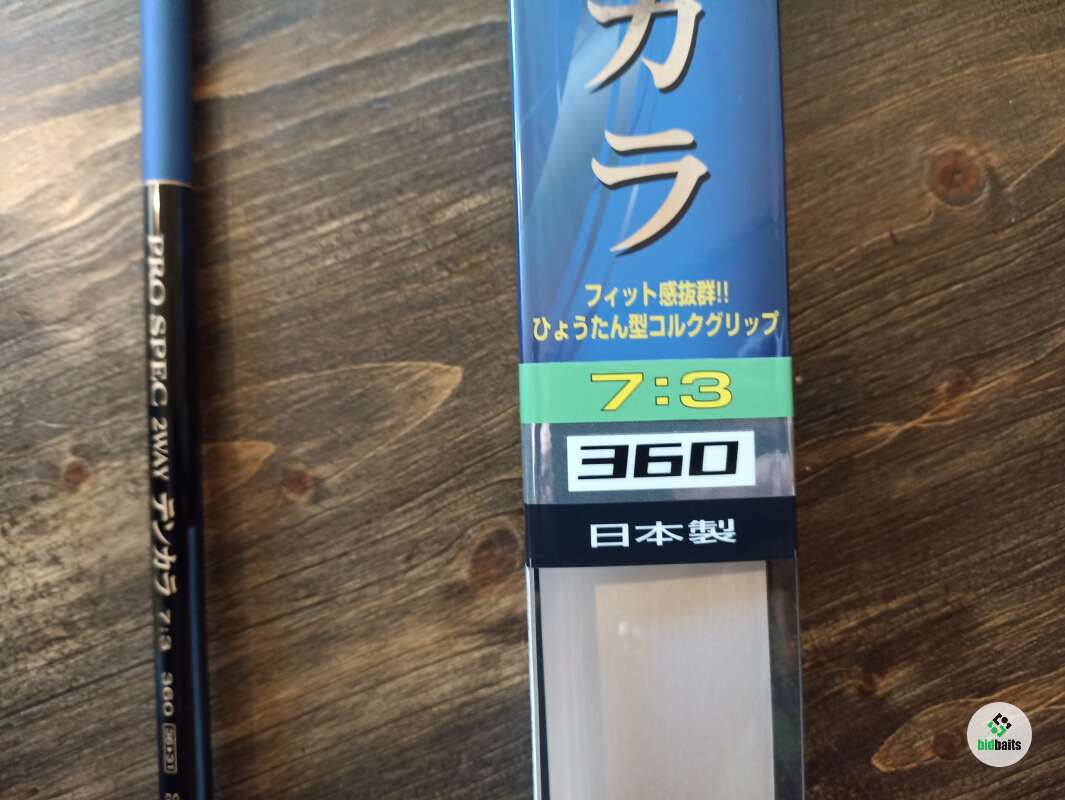 PRO SPEC 2WAY テンカラ 7:3 360 36•31
カラ
フィット感抜群!!
ひょうたん型コルクグリップ
7:3
360
日本製
bidbaits